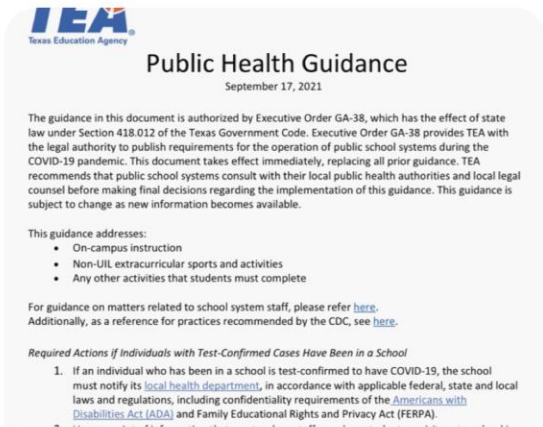 TEA
Texas Education Agency
Public Health Guidance
September 17, 2021
The guidance in this document is authorized by Executive Order GA-38, which has the effect of state
law under Section 418.012 of the Texas Government Code. Executive Order GA-38 provides TEA with
the legal authority to publish requirements for the operation of public school systems during the
COVID-19 pandemic. This document takes effect immediately, replacing all prior guidance. TEA
recommends that public school systems consult with their local public health authorities and local legal
counsel before making final decisions regarding the implementation of this guidance. This guidance is
subject to change as new information becomes available.
This guidance addresses:
• On-campus instruction
• Non-UIL extracurricular sports and activities
• Any other activities that students must complete
For guidance on matters related to school system staff, please refer here.
Additionally, as a reference for practices recommended by the CDC, see here.
Required Actions if Individuals with Test-Confirmed Cases Have Been in a School
1. If an individual who has been in a school is test-confirmed to have COVID-19, the school
must notify its local health department, in accordance with applicable federal, state and local
laws and regulations, including confidentiality requirements of the Americans with
Disabilities Act (ADA) and Family Educational Rights and Privacy Act (FERPA).